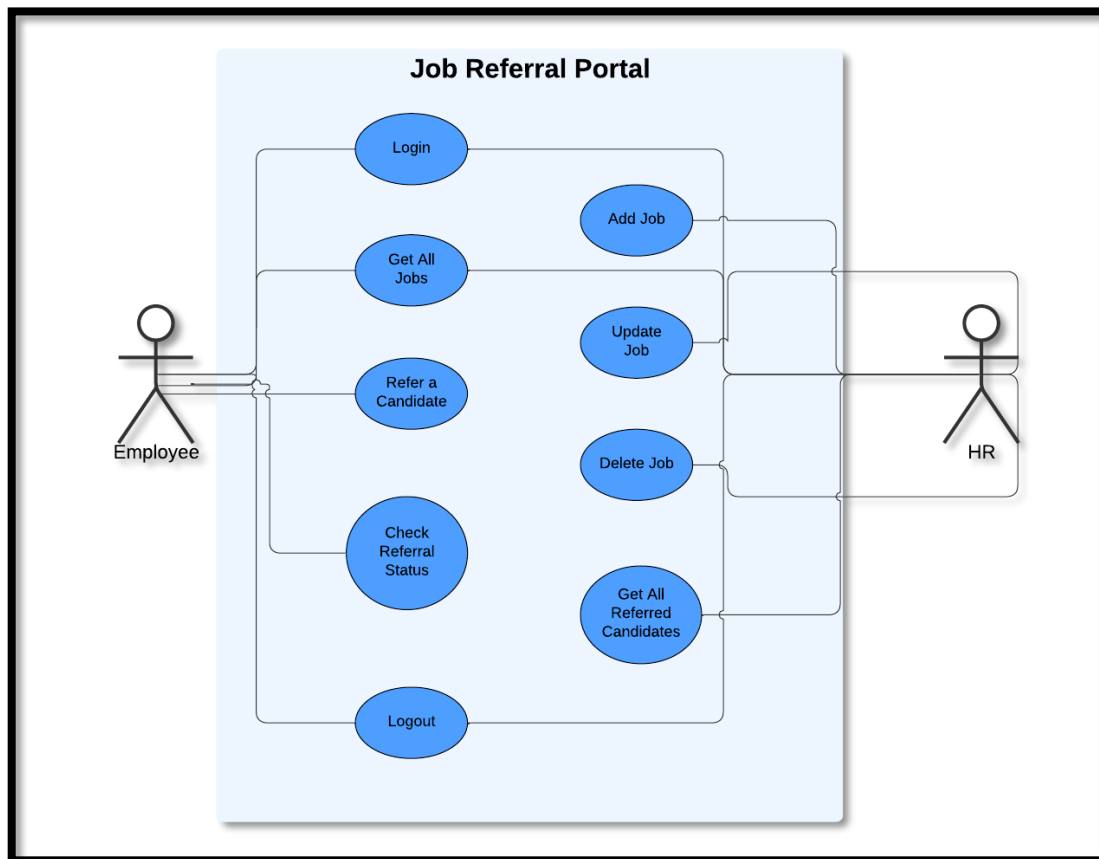 Job Referral Portal
Login
Add Job
Get All
Jobs
Update
Job
Refer a
Candidate
Employee
HR
Delete Job
Check
Referral
Status
Get All
Referred
Candidates
Logout